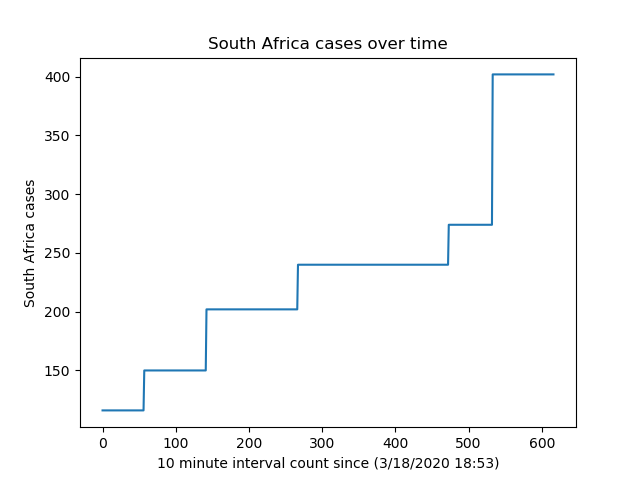 South Africa cases over time
400
350
300
250
200
150
South Africa cases
0 100 200 300 400 500 600
10 minute interval count since (3/18/2020 18:53)